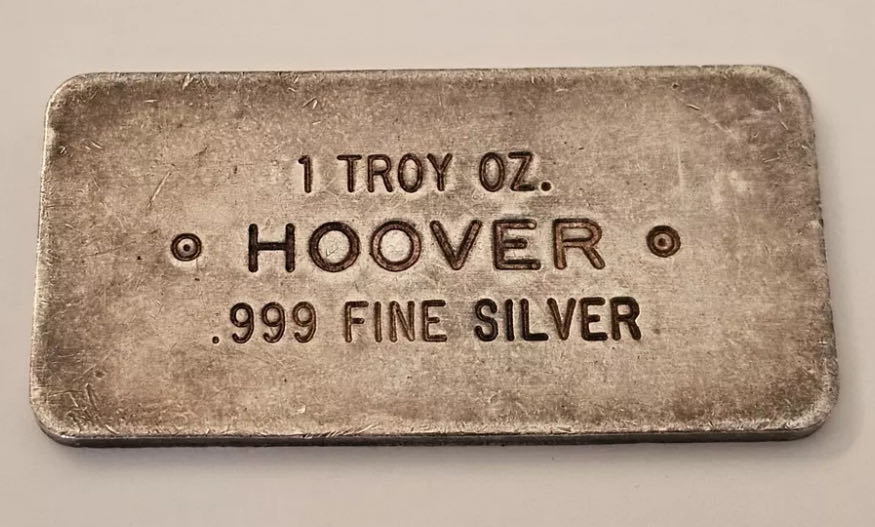 1 TROY OZ.
HOOVER
.999 FINE SILVER